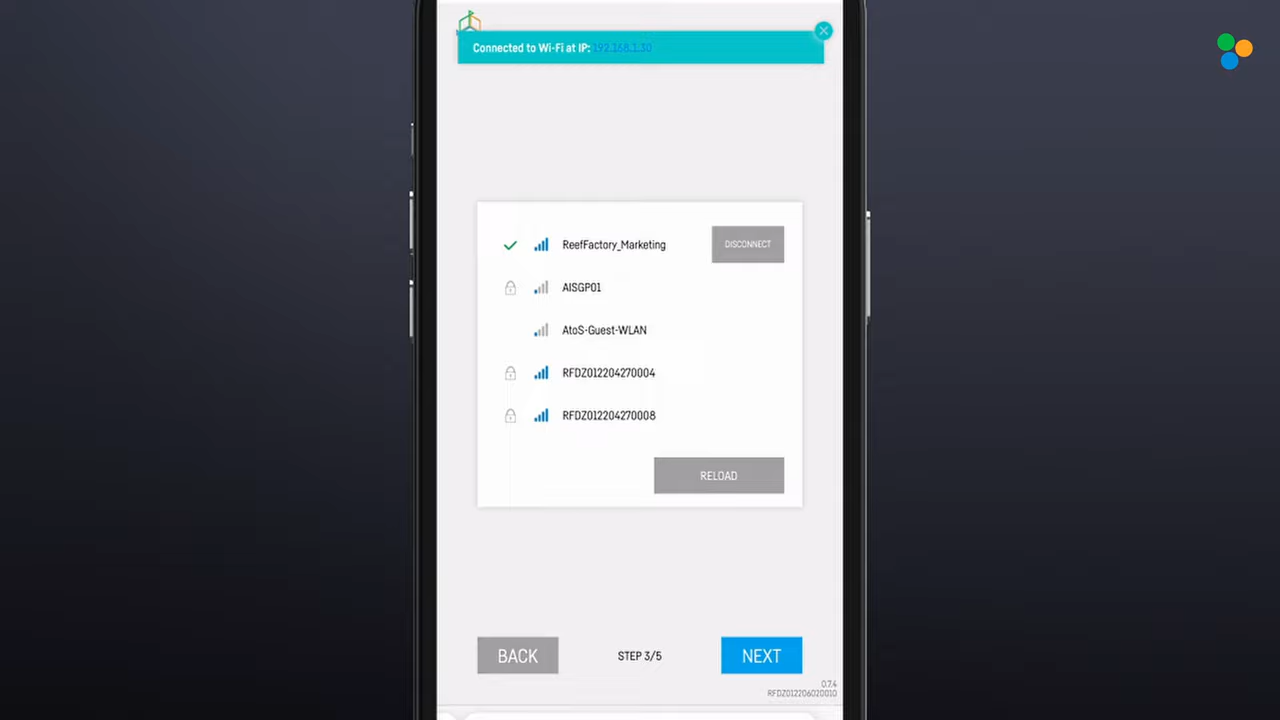 Connected to Wi-Fi at IP: 192.168.1.30
ReefFactory_Marketing
DISCONNECT
AISGP01
AtoS-Guest-WLAN
RFDZ012204270004
RFDZ012204270008
RELOAD
BACK
STEP 3/5
NEXT
0.7.4
RFDZ012206020010